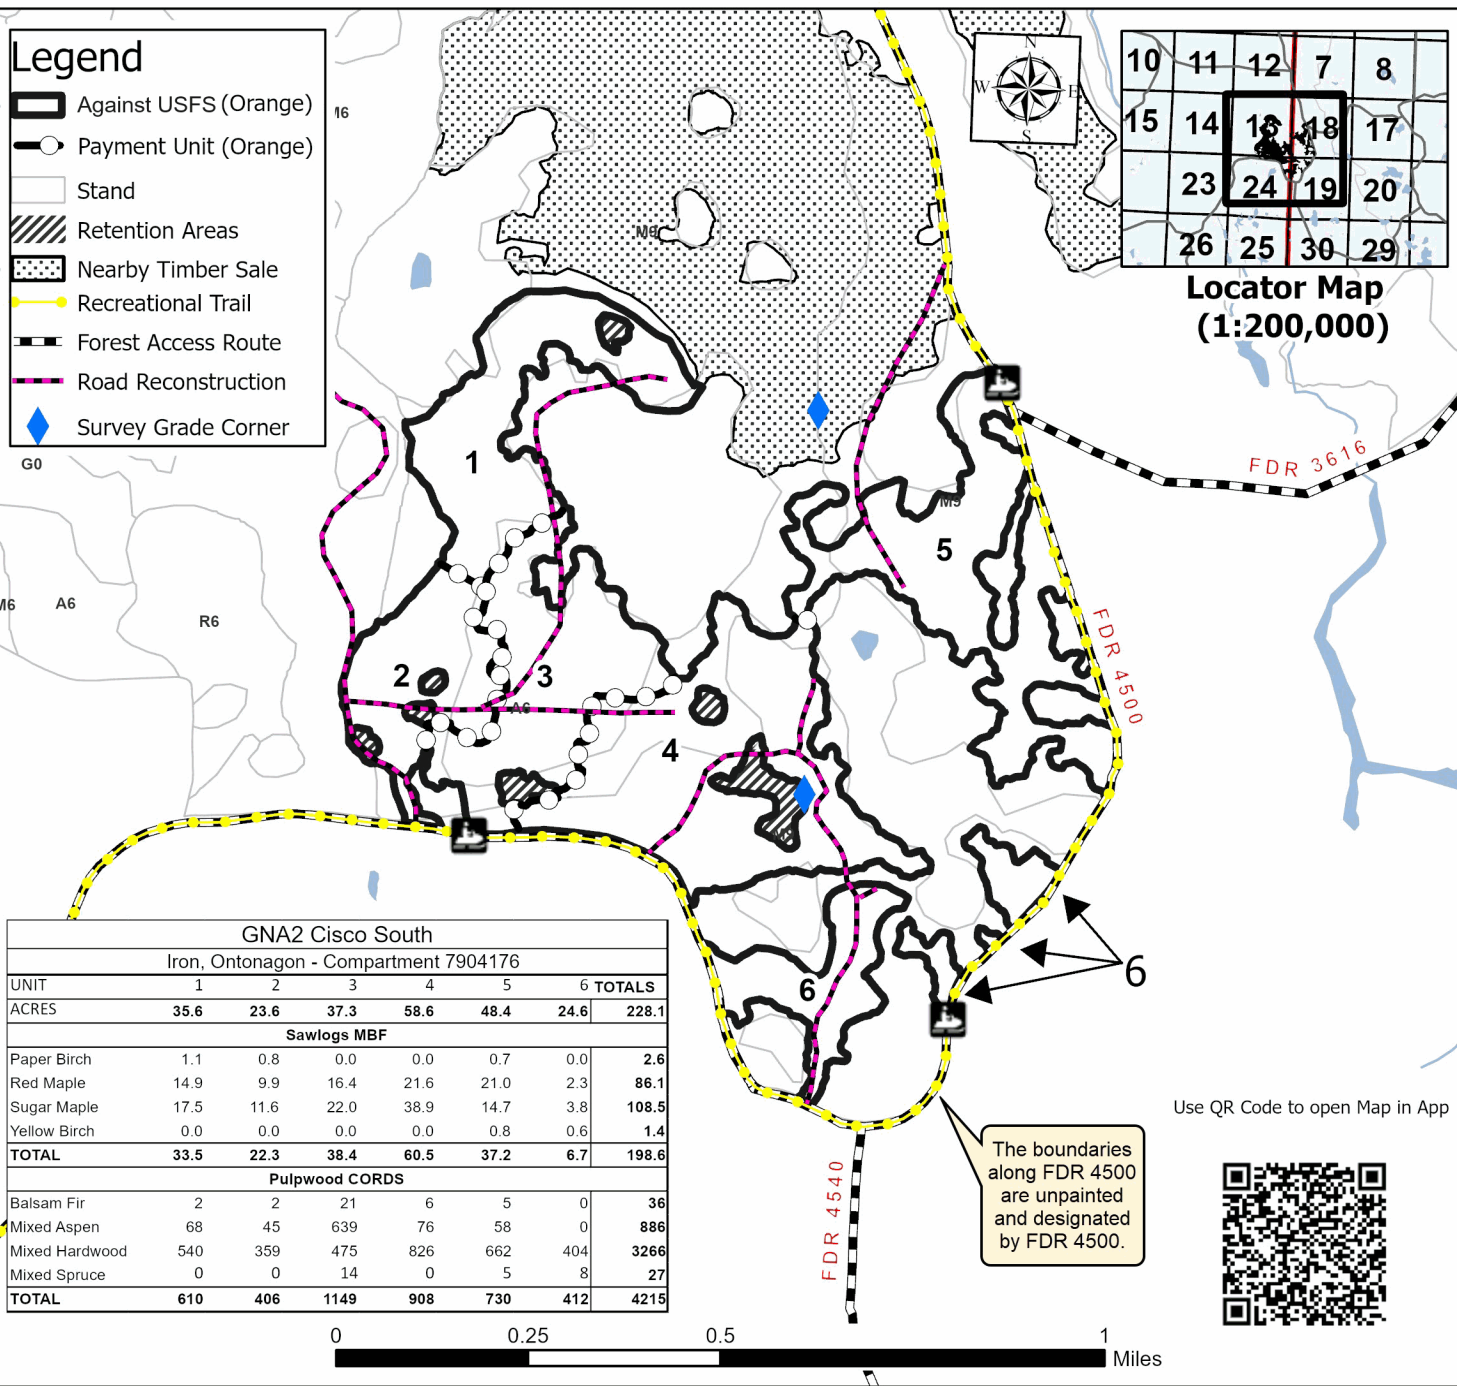 Legend
Against USFS (Orange)
Payment Unit (Orange)
Stand
Retention Areas
Nearby Timber Sale
Recreational Trail
Forest Access Route
Road Reconstruction
Survey Grade Corner
N
W E
S
10 11 12 7 8
15 14 13 18 17
23 24 19 20
26 25 30 29
Locator Map
(1:200,000)
M9
G0
1
M9
5
FDR 3616
A6
R6
2
3
A6
FDR 4500
4
6
6
GNA2 Cisco South
Iron, Ontonagon - Compartment 7904176
UNIT 1 2 3 4 5 6 TOTALS
ACRES 35.6 23.6 37.3 58.6 48.4 24.6 228.1
Sawlogs MBF
Paper Birch 1.1 0.8 0.0 0.0 0.7 0.0 2.6
Red Maple 14.9 9.9 16.4 21.6 21.0 2.3 86.1
Sugar Maple 17.5 11.6 22.0 38.9 14.7 3.8 108.5
Yellow Birch 0.0 0.0 0.0 0.0 0.8 0.6 1.4
TOTAL 33.5 22.3 38.4 60.5 37.2 6.7 198.6
Pulpwood CORDS
Balsam Fir 2 2 21 6 5 0 36
Mixed Aspen 68 45 639 76 58 0 886
Mixed Hardwood 540 359 475 826 662 404 3266
Mixed Spruce 0 0 14 0 5 8 27
TOTAL 610 406 1149 908 730 412 4215
FDR 4540
The boundaries
along FDR 4500
are unpainted
and designated
by FDR 4500.
Use QR Code to open Map in App
0 0.25 0.5 1
Miles